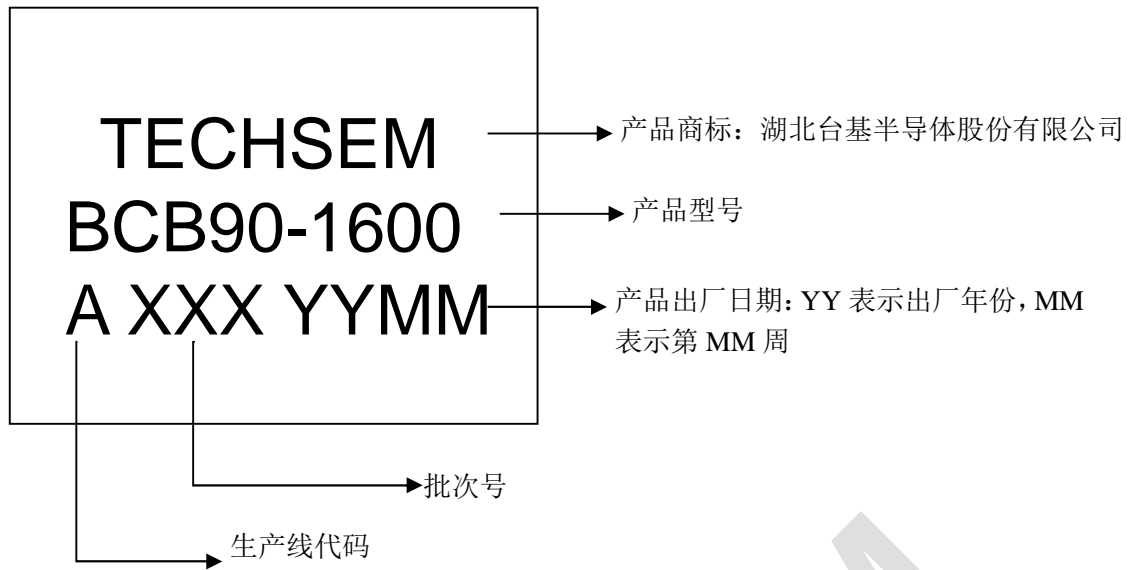 TECHSEM
产品商标：湖北台基半导体股份有限公司
BCB90-1600
产品型号
A XXX YYMM
产品出厂日期：YY 表示出厂年份，MM
表示第 MM 周
批次号
生产线代码